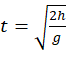 t = √(2h/g)